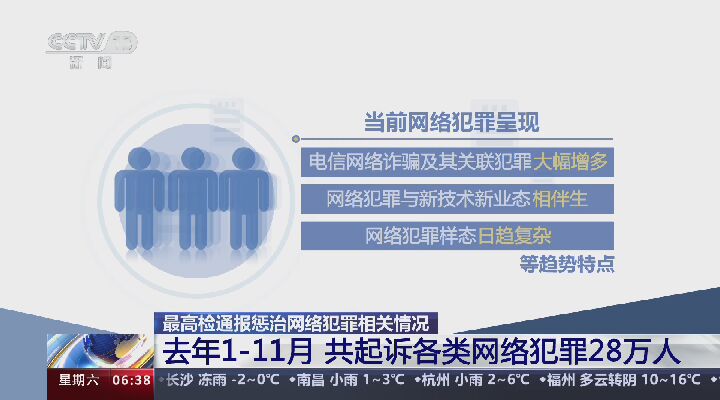 CCTV 13
新闻
当前网络犯罪呈现
电信网络诈骗及其关联犯罪 大幅增多
网络犯罪与新技术新业态 相伴生
网络犯罪样态 日趋复杂
等趋势特点
最高检通报惩治网络犯罪相关情况
去年1-11月 共起诉各类网络犯罪28万人
星期六 06:38 长沙 冻雨 -2~0℃ 南昌 小雨 1~3℃ 杭州 小雨 2~6℃ 福州 多云转阴 10~16℃